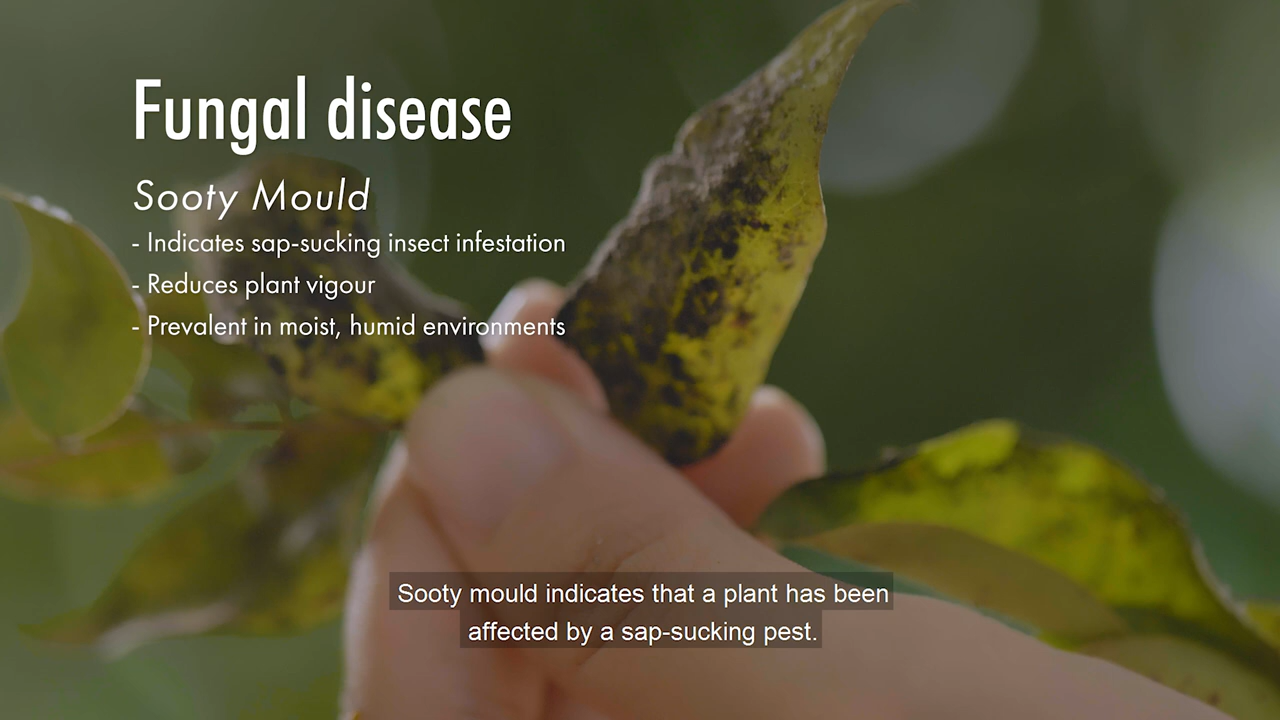 Fungal disease
Sooty Mould
- Indicates sap-sucking insect infestation
- Reduces plant vigour
- Prevalent in moist, humid environments
Sooty mould indicates that a plant has been
affected by a sap-sucking pest.